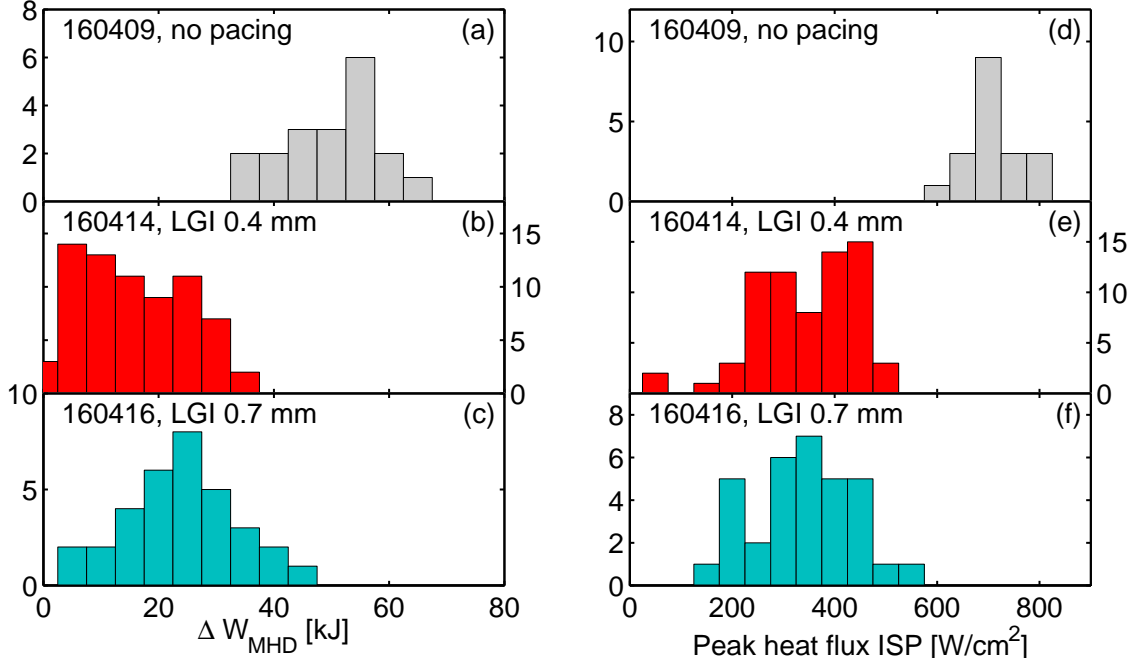 160409, no pacing (a)
8
6
4
2
0
160414, LGI 0.4 mm (b)
15
10
5
0
160416, LGI 0.7 mm (c)
10
5
0
0 20 40 60 80
Δ W_MHD [kJ]
160409, no pacing (d)
10
5
0
160414, LGI 0.4 mm (e)
15
10
5
0
160416, LGI 0.7 mm (f)
8
6
4
2
0
0 200 400 600 800
Peak heat flux ISP [W/cm²]